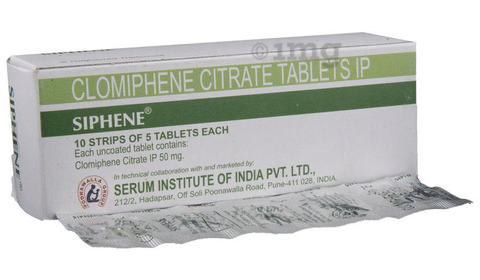 © 1mg
CLOMIPHENE CITRATE TABLETS IP
SIPHENE®
10 STRIPS OF 5 TABLETS EACH
Each uncoated tablet contains:
Clomiphene Citrate IP 50 mg.
In technical collaboration with and marketed by:
SERUM INSTITUTE OF INDIA PVT. LTD.,
212/2, Hadapsar, Off Soli Poonawalla Road, Pune-411 028, INDIA.
POONAWALLA GROUP